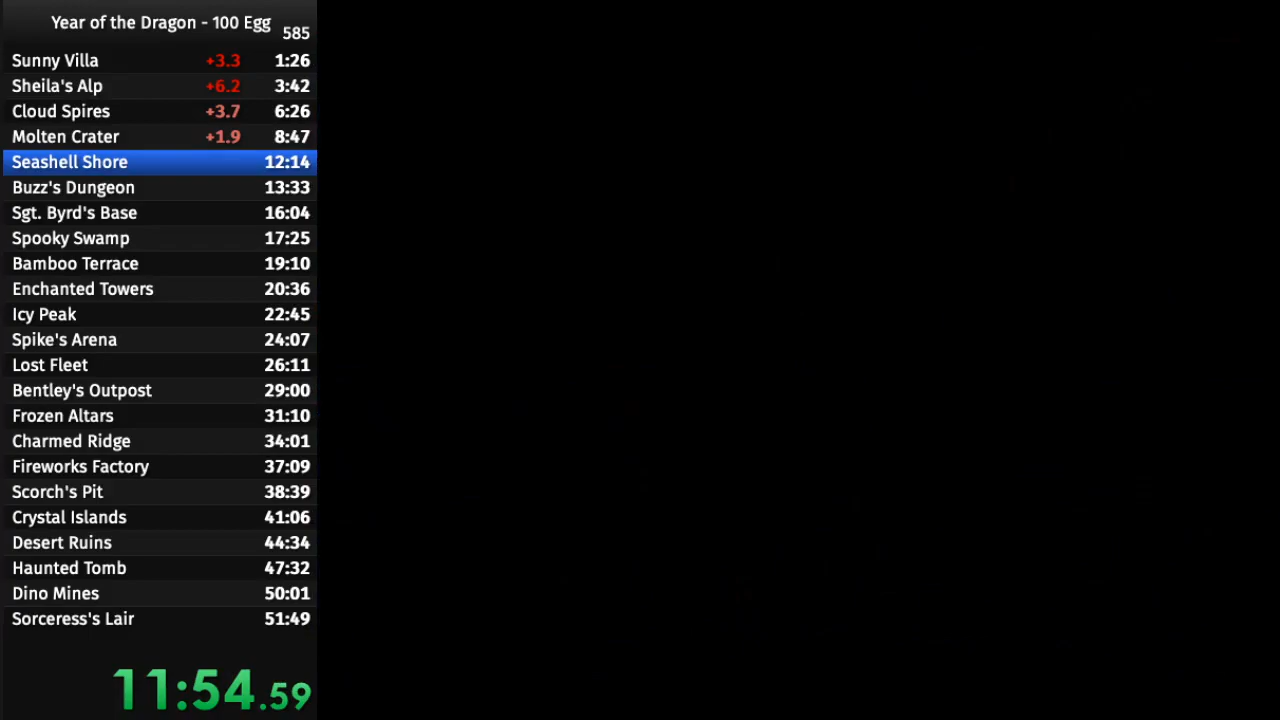 Year of the Dragon - 100 Egg
585
Sunny Villa +3.3 1:26
Sheila's Alp +6.2 3:42
Cloud Spires +3.7 6:26
Molten Crater +1.9 8:47
Seashell Shore 12:14
Buzz's Dungeon 13:33
Sgt. Byrd's Base 16:04
Spooky Swamp 17:25
Bamboo Terrace 19:10
Enchanted Towers 20:36
Icy Peak 22:45
Spike's Arena 24:07
Lost Fleet 26:11
Bentley's Outpost 29:00
Frozen Altars 31:10
Charmed Ridge 34:01
Fireworks Factory 37:09
Scorch's Pit 38:39
Crystal Islands 41:06
Desert Ruins 44:34
Haunted Tomb 47:32
Dino Mines 50:01
Sorceress's Lair 51:49
11:54.59